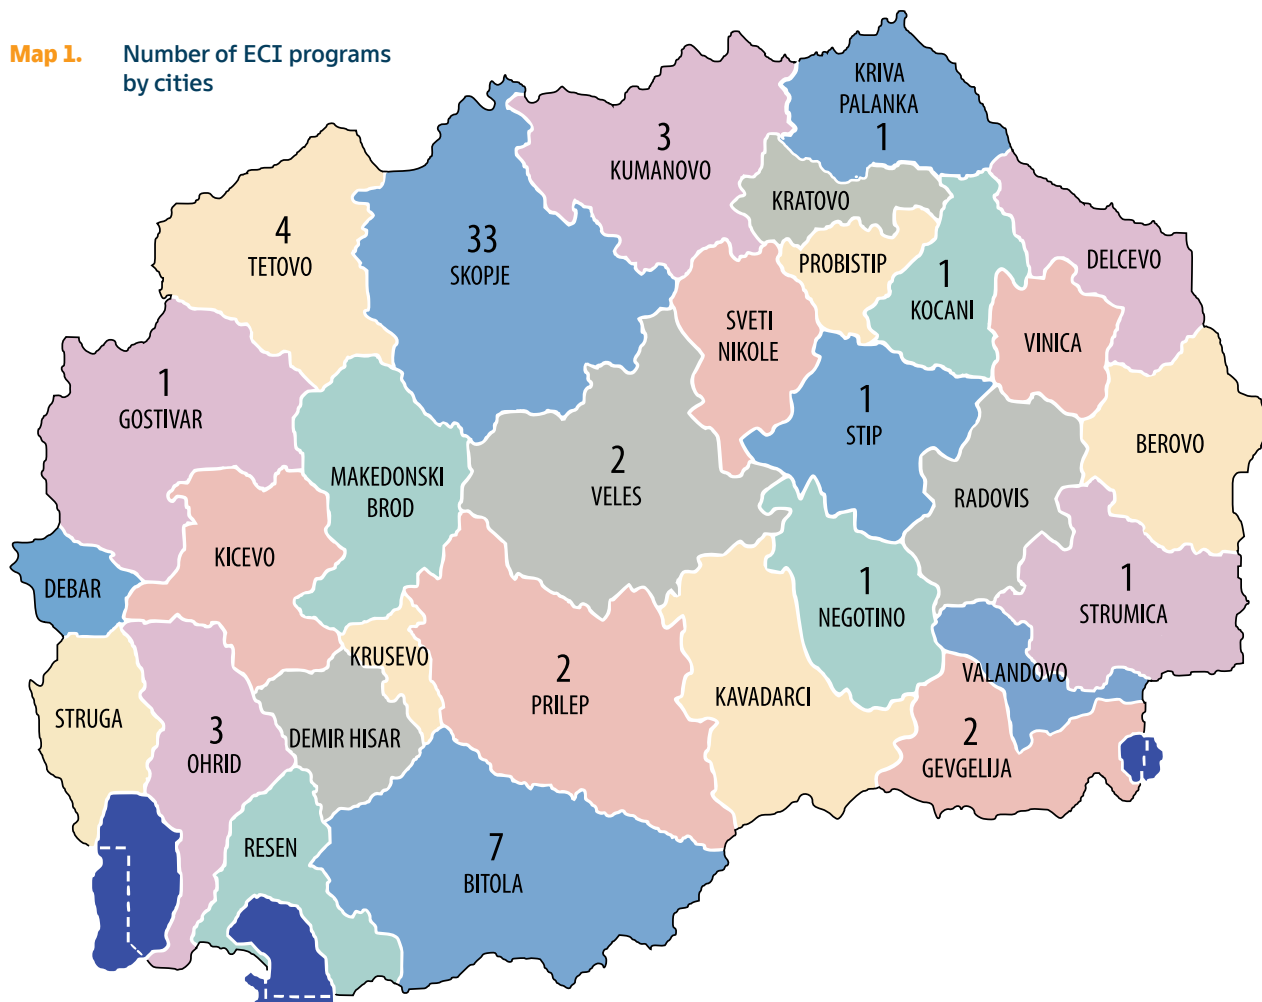 Map 1. Number of ECI programs
by cities
KRIVA
PALANKA
1
3
KUMANOVO
KRATOVO
4
TETOVO
33
SKOPJE
PROBISTIP
DELCEVO
1
KOCANI
SVETI
NIKOLE
VINICA
1
GOSTIVAR
1
STIP
BEROVO
MAKEDONSKI
BROD
2
VELES
RADOVIS
KICEVO
DEBAR
1
NEGOTINO
1
STRUMICA
KRUSEVO
2
PRILEP
KAVADARCI
VALANDOVO
STRUGA
3
OHRID
DEMIR HISAR
2
GEVGELIJA
RESEN
7
BITOLA